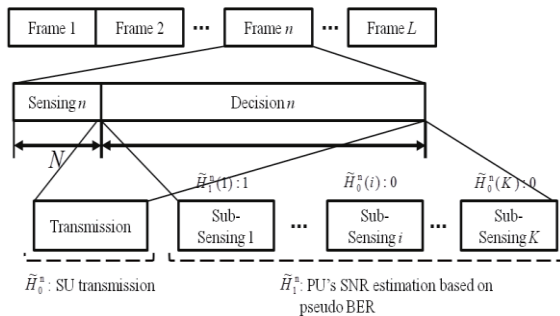 Frame 1 Frame 2 ... Frame n ... Frame L
Sensing n Decision n
N
H̃₁ⁿ(1):1 H̃₀ⁿ(i):0 H̃₀ⁿ(K):0
Transmission Sub-Sensing 1 ... Sub-Sensing i ... Sub-Sensing K
H̃₀ⁿ : SU transmission
H̃₁ⁿ: PU's SNR estimation based on
pseudo BER